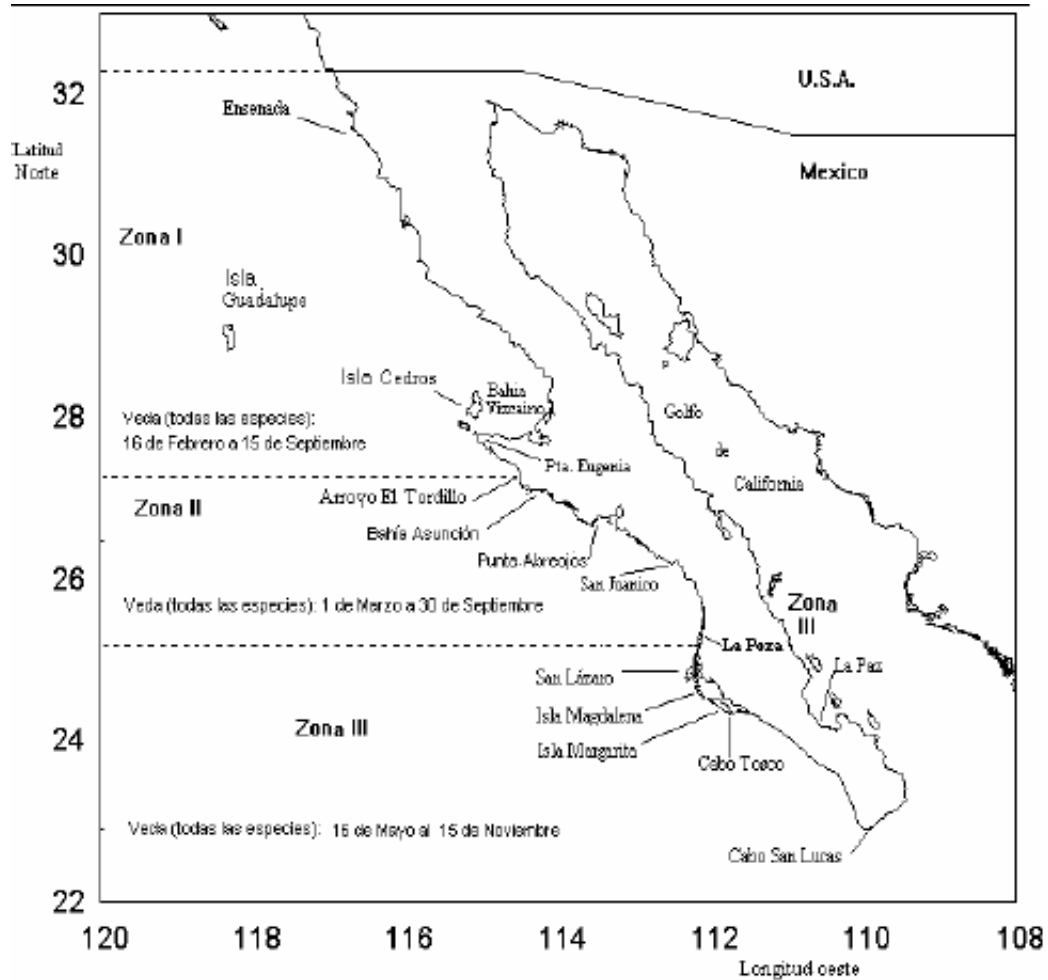 U.S.A.
32
Ensenada
Latitud
Norte
Mexico
Zona I
30
Isla
Guadalupe
Isla Cedros
Bahia
Vizcaino
Golfo
de
California
28
Veda (todas las especies):
16 de Febrero a 15 de Septiembre
Pta. Eugenia
Arroyo El Tordillo
Zona II
Bahía Asunción
Punta Abreojos
San Juanico
26
Veda (todas las especies): 1 de Marzo a 30 de Septiembre
Zona
III
La Poza
San Lázaro
La Paz
Isla Magdalena
Zona III
24
Isla Margarita
Cabo Tosco
Veda (todas las especies): 16 de Mayo al 15 de Noviembre
Cabo San Lucas
22
120 118 116 114 112 110 108
Longitud oeste